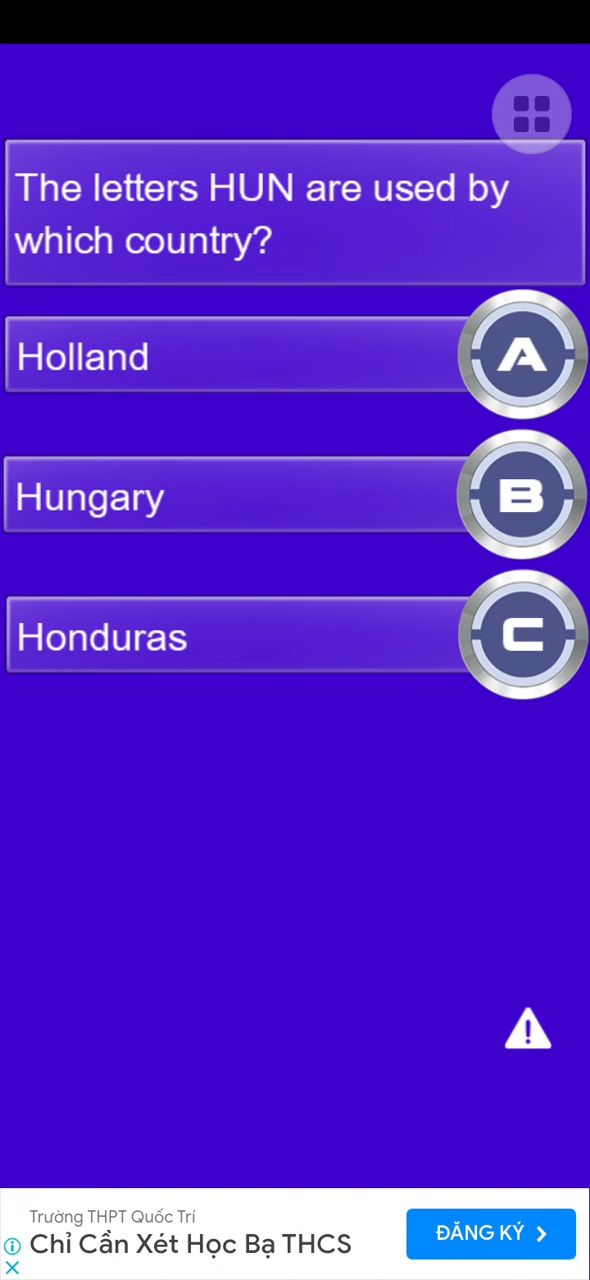 The letters HUN are used by
which country?
Holland
A
Hungary
B
Honduras
C
Trường THPT Quốc Trí
Chỉ Cần Xét Học Bạ THCS
ĐĂNG KÝ